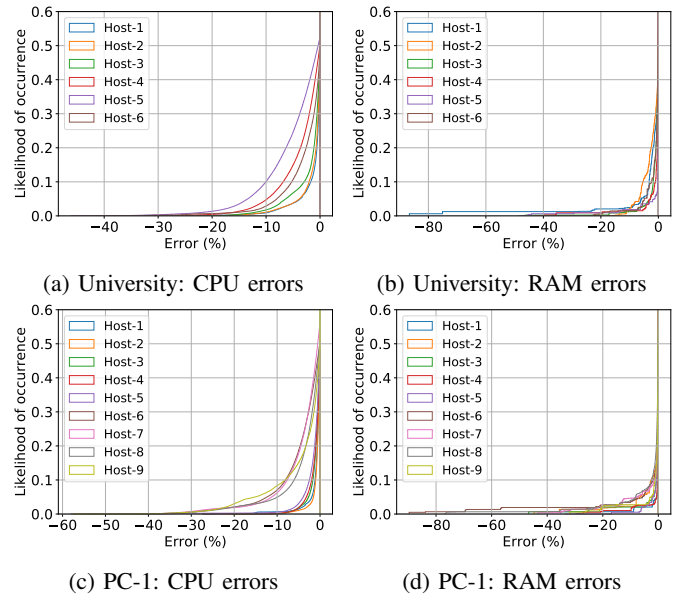 0.6
0.5
0.4
0.3
0.2
0.1
0.0
Likelihood of occurrence
Host-1
Host-2
Host-3
Host-4
Host-5
Host-6
−40 −30 −20 −10 0
Error (%)
(a) University: CPU errors
0.6
0.5
0.4
0.3
0.2
0.1
0.0
Likelihood of occurrence
Host-1
Host-2
Host-3
Host-4
Host-5
Host-6
−80 −60 −40 −20 0
Error (%)
(b) University: RAM errors
0.6
0.5
0.4
0.3
0.2
0.1
0.0
Likelihood of occurrence
Host-1
Host-2
Host-3
Host-4
Host-5
Host-6
Host-7
Host-8
Host-9
−60 −50 −40 −30 −20 −10 0
Error (%)
(c) PC-1: CPU errors
0.6
0.5
0.4
0.3
0.2
0.1
0.0
Likelihood of occurrence
Host-1
Host-2
Host-3
Host-4
Host-5
Host-6
Host-7
Host-8
Host-9
−80 −60 −40 −20 0
Error (%)
(d) PC-1: RAM errors